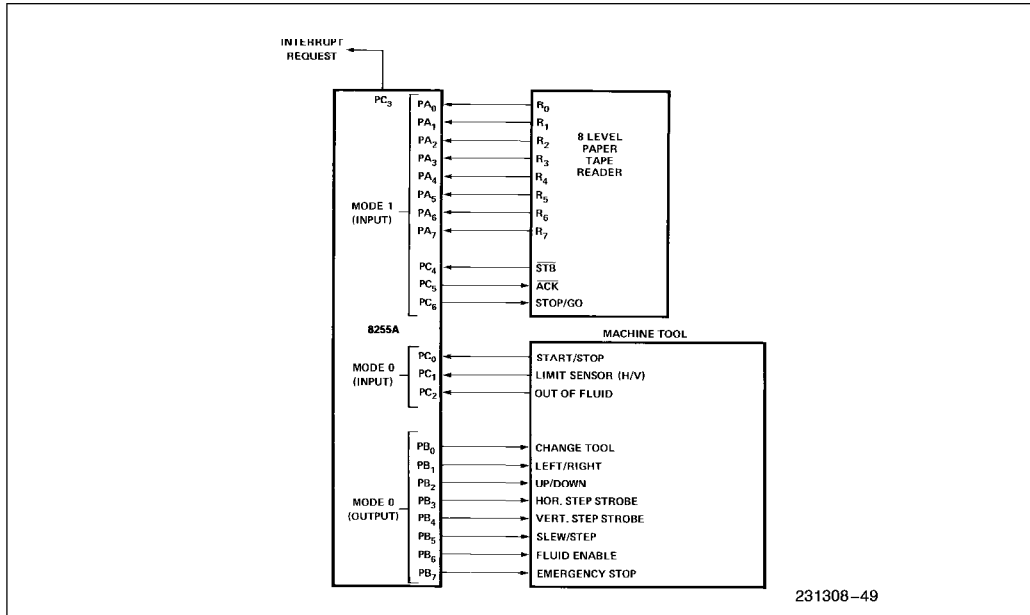 INTERRUPT
REQUEST
PC3
MODE 1
(INPUT)
PA0
PA1
PA2
PA3
PA4
PA5
PA6
PA7
PC4
PC5
PC6
R0
R1
R2
R3
R4
R5
R6
R7
8 LEVEL
PAPER
TAPE
READER
STB
ACK
STOP/GO
8255A
MACHINE TOOL
MODE 0
(INPUT)
PC0
PC1
PC2
START/STOP
LIMIT SENSOR (H/V)
OUT OF FLUID
MODE 0
(OUTPUT)
PB0
PB1
PB2
PB3
PB4
PB5
PB6
PB7
CHANGE TOOL
LEFT/RIGHT
UP/DOWN
HOR. STEP STROBE
VERT. STEP STROBE
SLEW/STEP
FLUID ENABLE
EMERGENCY STOP
231308–49